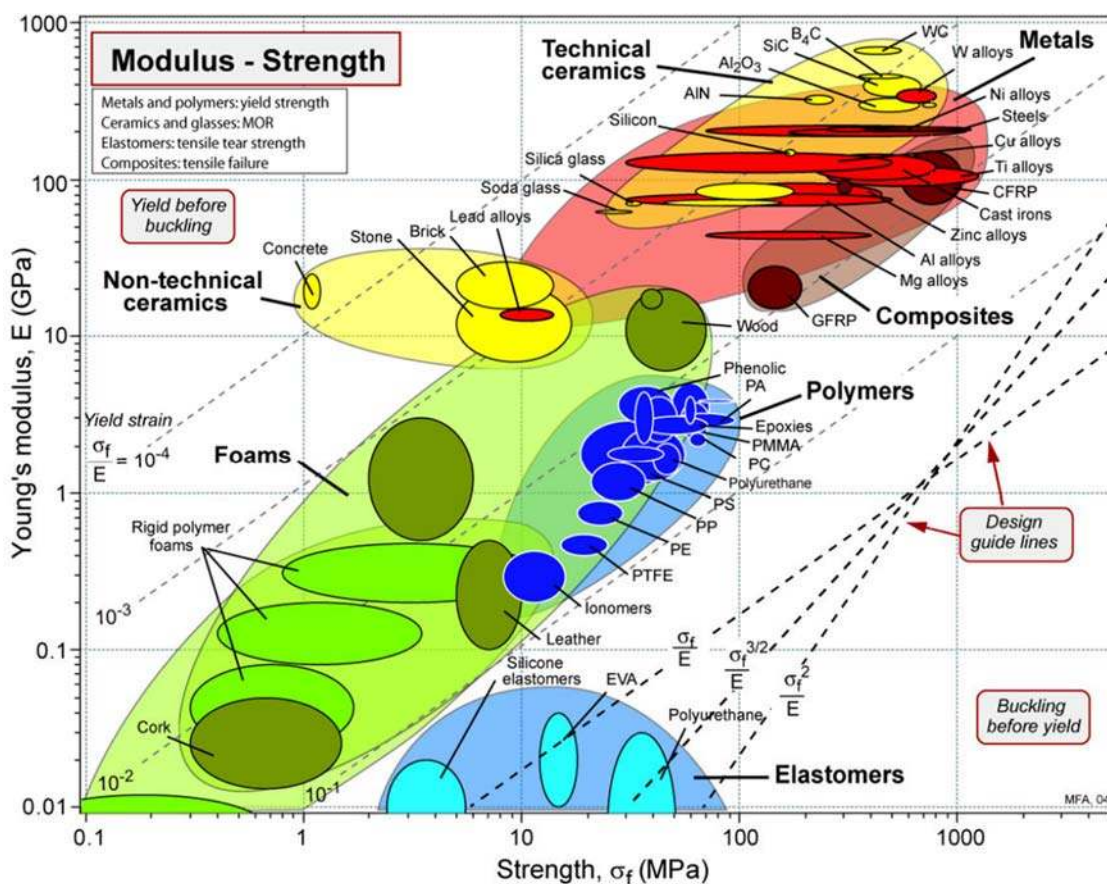 Modulus - Strength
Metals and polymers: yield strength
Ceramics and glasses: MOR
Elastomers: tensile tear strength
Composites: tensile failure
Yield before
buckling
Technical
ceramics
Metals
B4C
WC
SiC
W alloys
Al2O3
AlN
Ni alloys
Steels
Silicon
Cu alloys
Silica glass
Ti alloys
Soda glass
CFRP
Lead alloys
Cast irons
Brick
Zinc alloys
Stone
Concrete
Al alloys
Non-technical
ceramics
Mg alloys
Composites
GFRP
Wood
Phenolic
PA
Polymers
Yield strain
σf
E
= 10-4
Epoxies
PMMA
PC
Foams
Polyurethane
PS
Rigid polymer
foams
PP
Design
guide lines
PE
PTFE
Ionomers
10-3
Leather
σf
E
σf3/2
E
σf2
E
Silicone
elastomers
EVA
Polyurethane
Buckling
before yield
Cork
10-2
10-1
Elastomers
MFA, 04
Young's modulus, E (GPa)
1000
100
10
1
0.1
0.01
0.1
1
10
100
1000
Strength, σf (MPa)